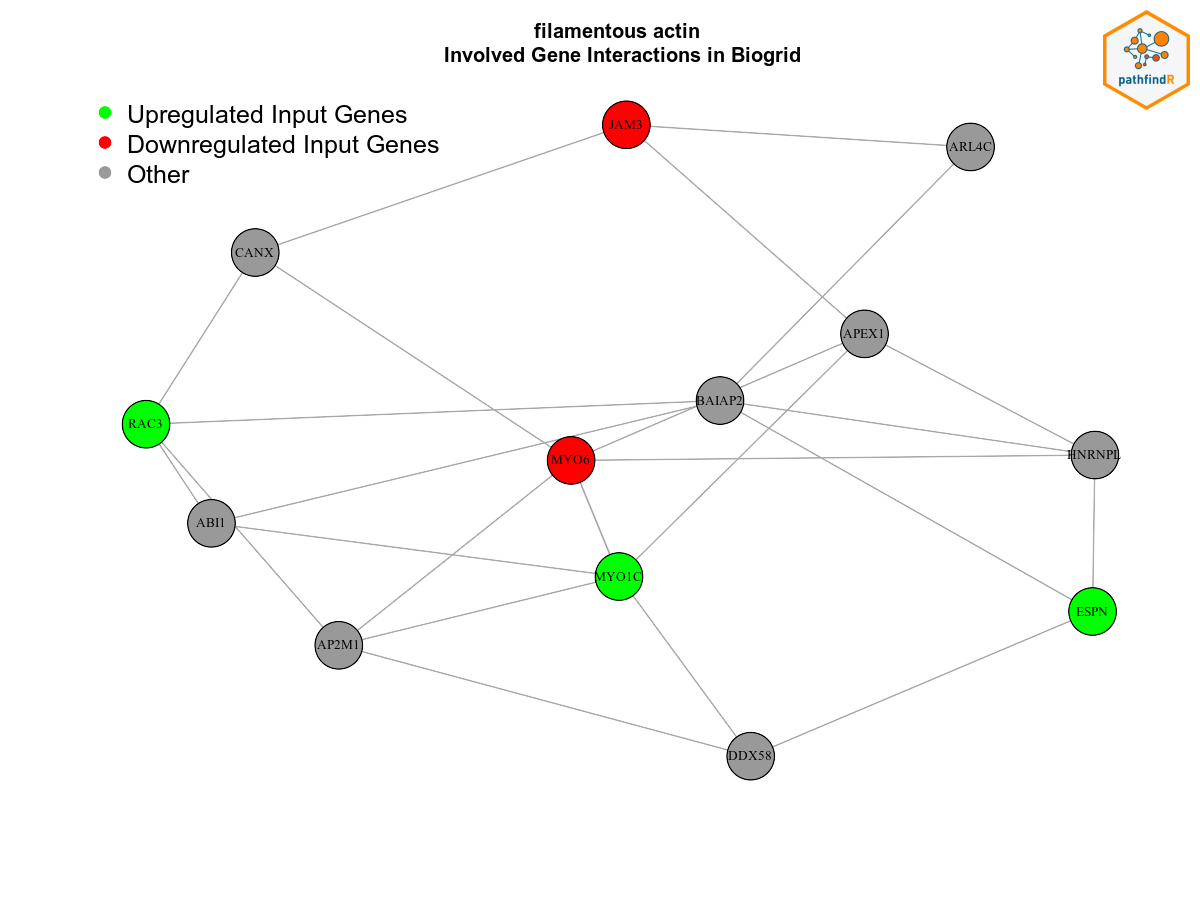 filamentous actin
Involved Gene Interactions in Biogrid
pathfindR
Upregulated Input Genes
Downregulated Input Genes
Other
JAM3
ARL4C
CANX
APEX1
BAIAP2
RAC3
MYO6
HNRNPL
ABI1
MYO1C
ESPN
AP2M1
DDX58